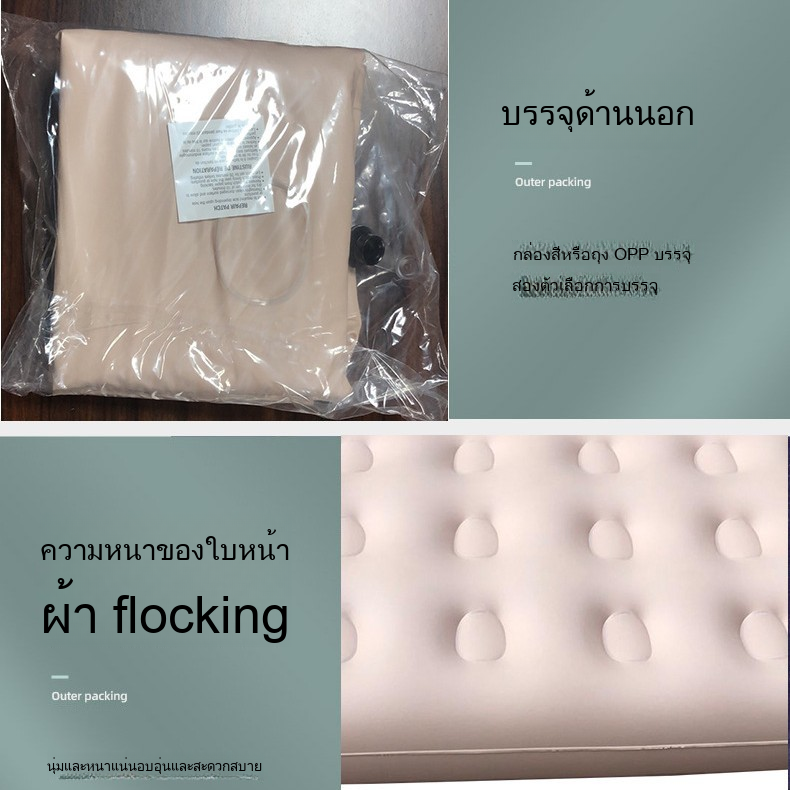 บรรจุด้านนอก
Outer packing
กล่องสีหรือถุง OPP บรรจุ
สองตัวเลือกการบรรจุ
REPAIR PATCH
ความหนาของใบหน้า
ผ้า flocking
Outer packing
นุ่มและหนาแน่นอบอุ่นและสะดวกสบาย